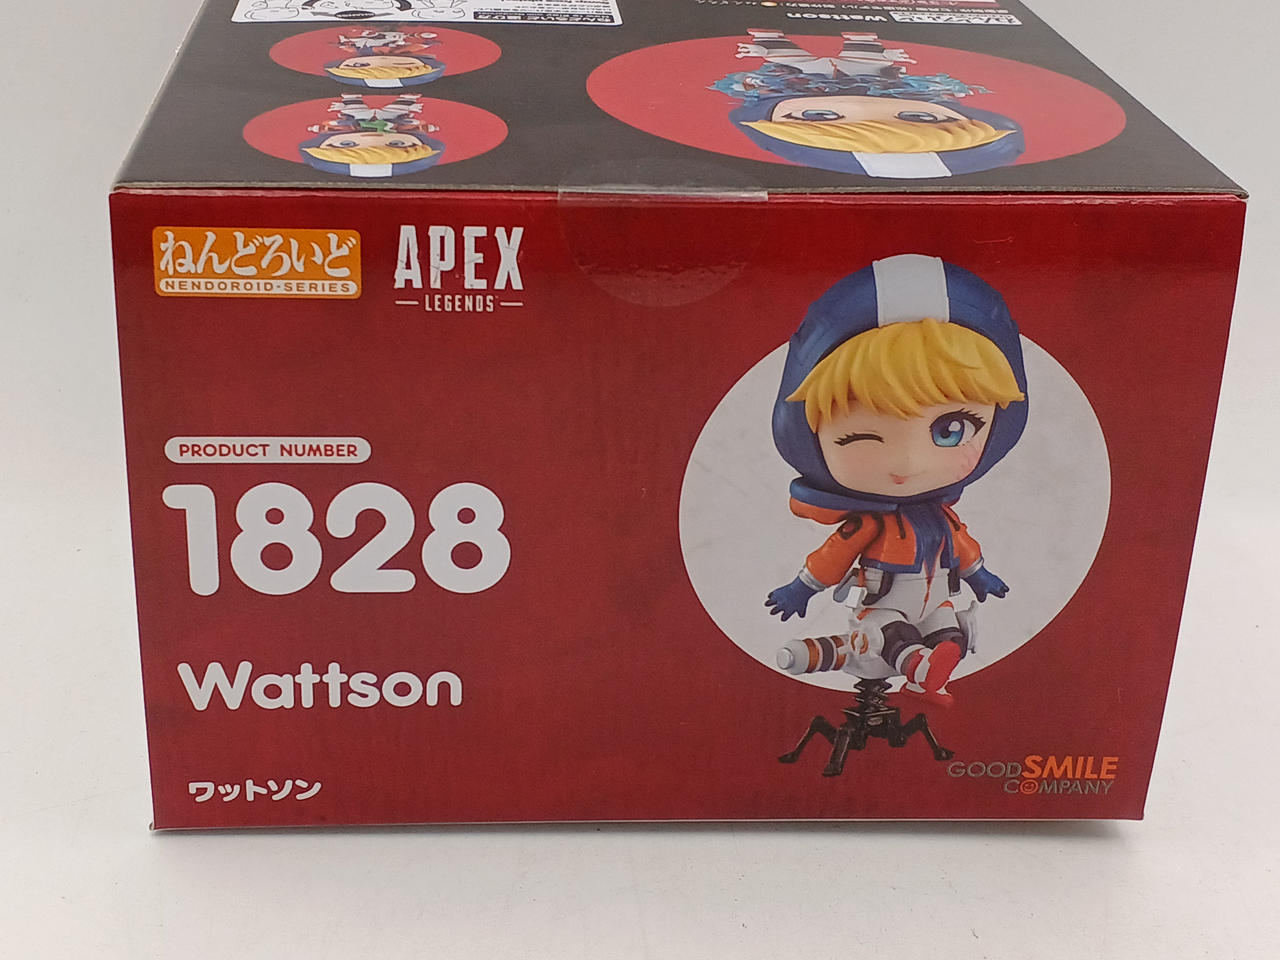 Wattson
ねんどろいど
NENDOROID-SERIES
APEX
LEGENDS
PRODUCT NUMBER
1828
Wattson
ワットソン
GOOD SMILE
COMPANY